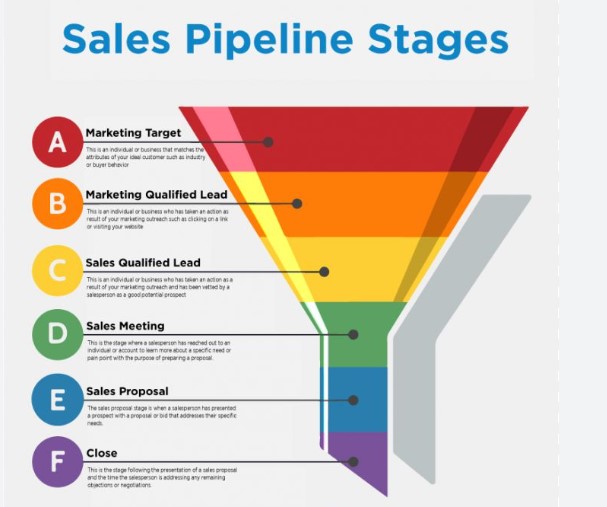 Sales Pipeline Stages
A
Marketing Target
This is an individual or business that matches the
attributes of your ideal customer such as industry
or buyer behavior
B
Marketing Qualified Lead
This is an individual or business who has taken an action as
result of your marketing outreach such as clicking on a link
or visiting your website
C
Sales Qualified Lead
This is an individual or business who has taken an action as a
result of your marketing outreach and has been vetted by a
salesperson as a good potential prospect
D
Sales Meeting
This is the stage where a salesperson has reached out to an
individual or account to learn more about a specific need or
pain point with the purpose of preparing a proposal.
E
Sales Proposal
The sales proposal stage is when a salesperson has presented
a prospect with a proposal or bid that addresses their specific
needs.
F
Close
This is the stage following the presentation of a sales proposal
and the time the salesperson is addressing any remaining
objections or negotiations.